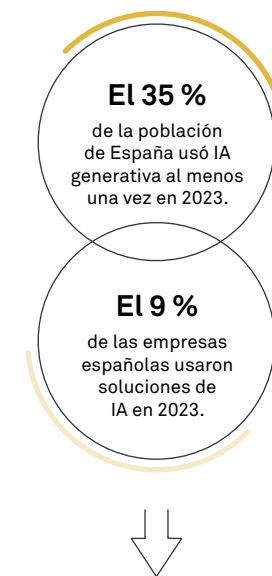 El 35 %
de la población
de España usó IA
generativa al menos
una vez en 2023.
El 9 %
de las empresas
españolas usaron
soluciones de
IA en 2023.